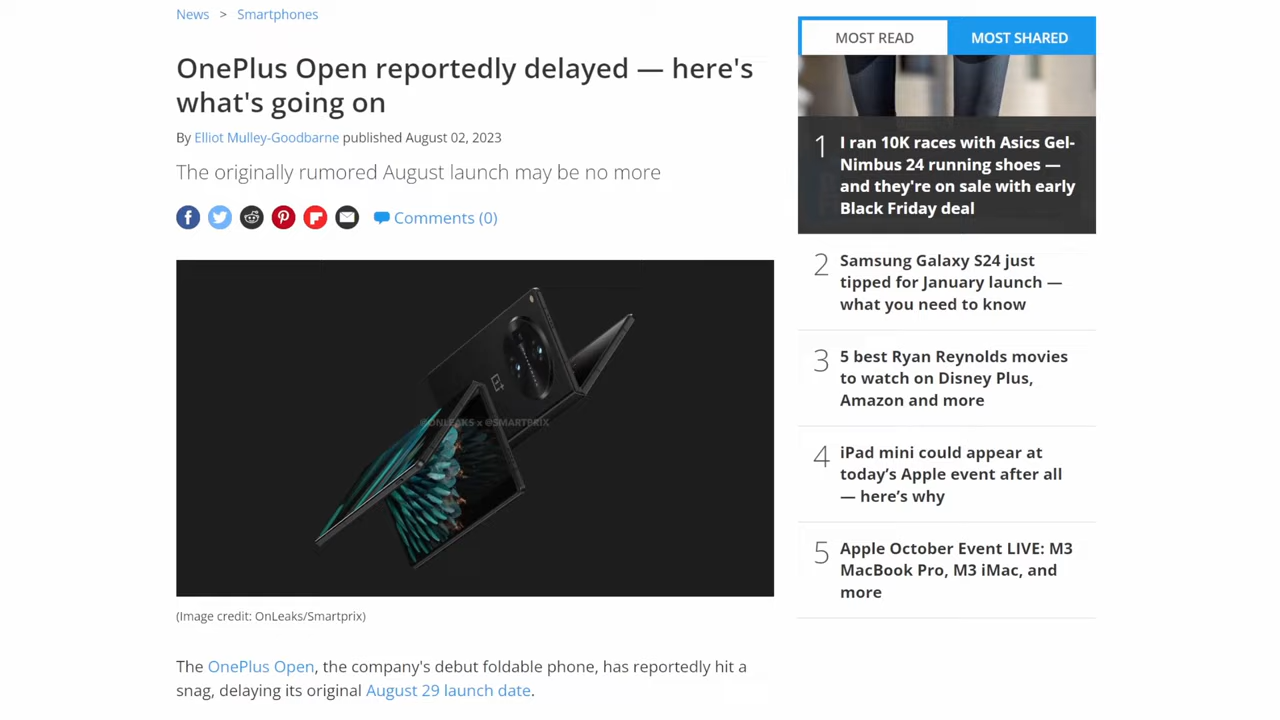 News > Smartphones
OnePlus Open reportedly delayed — here's
what's going on
By Elliot Mulley-Goodbarne published August 02, 2023
The originally rumored August launch may be no more
Comments (0)
@ONLEAKS x @SMARTPRIX
(Image credit: OnLeaks/Smartprix)
The OnePlus Open, the company's debut foldable phone, has reportedly hit a
snag, delaying its original August 29 launch date.
MOST READ
MOST SHARED
1
I ran 10K races with Asics Gel-
Nimbus 24 running shoes —
and they're on sale with early
Black Friday deal
2
Samsung Galaxy S24 just
tipped for January launch —
what you need to know
3
5 best Ryan Reynolds movies
to watch on Disney Plus,
Amazon and more
4
iPad mini could appear at
today’s Apple event after all
— here’s why
5
Apple October Event LIVE: M3
MacBook Pro, M3 iMac, and
more